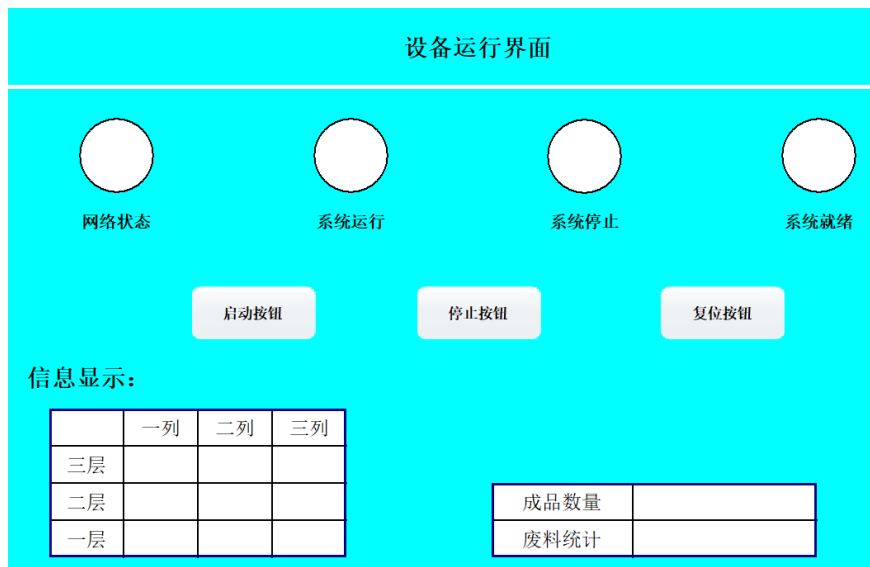 设备运行界面
网络状态 系统运行 系统停止 系统就绪
启动按钮 停止按钮 复位按钮
信息显示：
一列 二列 三列
三层
二层
一层
成品数量
废料统计